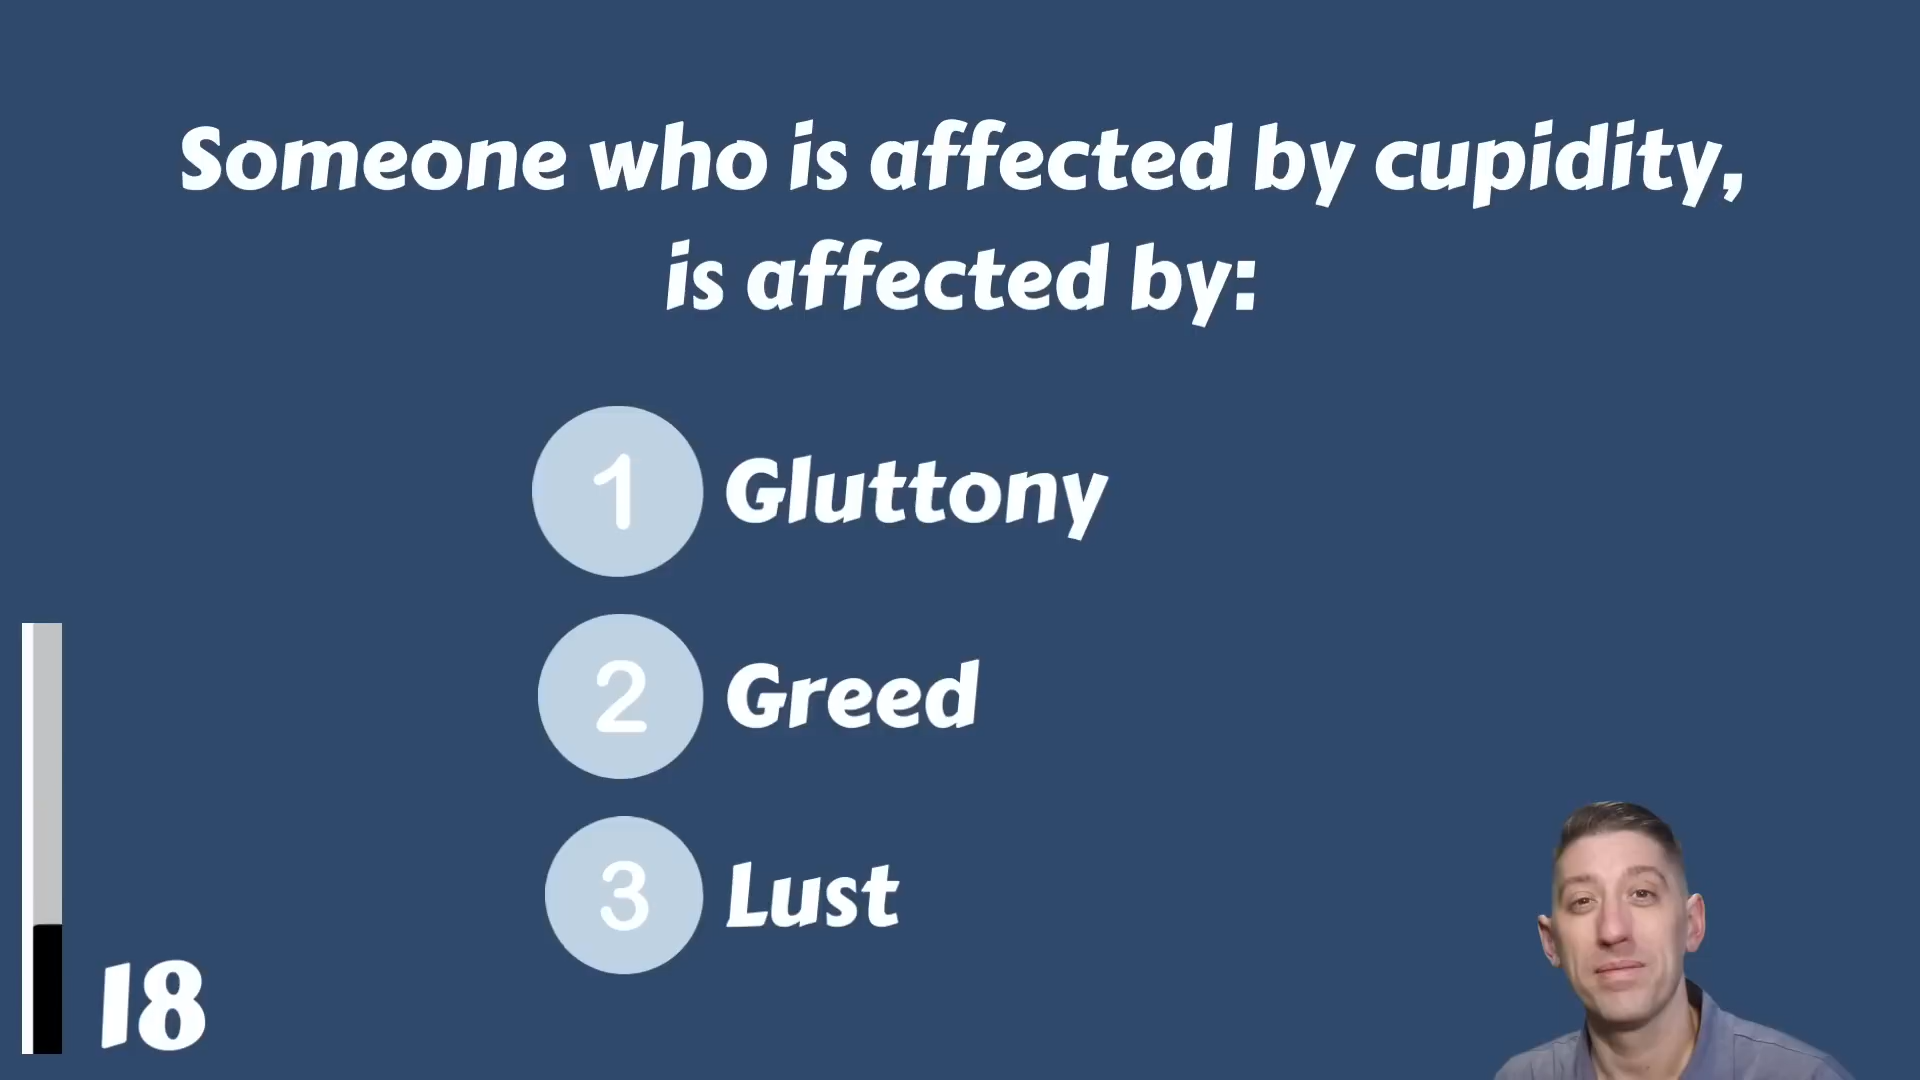 Someone who is affected by cupidity,
is affected by:
1 Gluttony
2 Greed
3 Lust
18